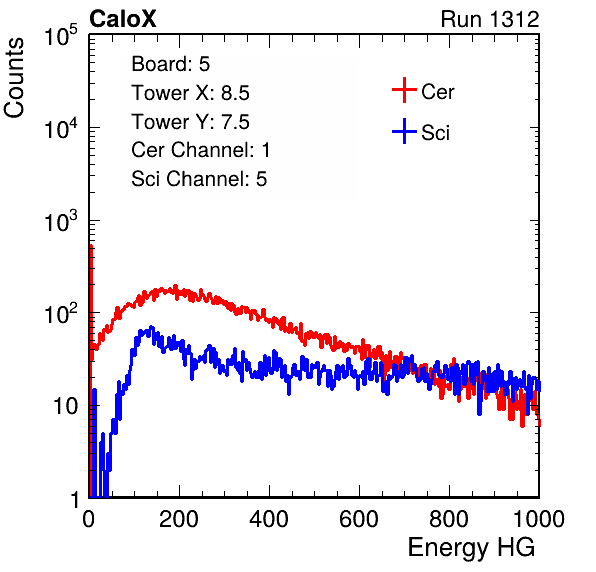 CaloX Run 1312
Counts
10^5
10^4
10^3
10^2
10
1
Board: 5
Tower X: 8.5
Tower Y: 7.5
Cer Channel: 1
Sci Channel: 5
Cer
Sci
0 200 400 600 800 1000
Energy HG